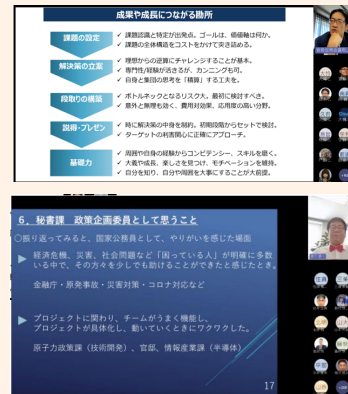 成果や成長につながる勘所
課題の設定
✓ 課題認識と特定が出発点。ゴールは、価値軸は何か。
✓ 課題の全体構造をコストをかけて突き詰める。
解決策の立案
✓ 理想からの逆算にチャレンジすることが基本。
✓ 専門性/経験が活きるが、カンニングも可。
✓ 自身と集団の思考を「積算」する工夫を。
段取りの構築
✓ ボトルネックとなるリスク大。最初に検討すべき。
✓ 意外と無理も効く、費用対効果、応用度の高い分野。
説得・プレゼン
✓ 時に解決策の中身を制約。初期段階からセットで検討。
✓ ターゲットの利害関心に正確にアプローチ。
基礎力
✓ 周囲や自身の経験からコンピテンシー、スキルを磨く。
✓ 大義や成長、楽しさを見つけ、モチベーションを維持。
✓ 自分を知り、自分や周囲を大事にすることが大前提。
６、秘書課 政策企画委員として思うこと
○振り返ってみると、国家公務員として、やりがいを感じた場面
▶ 経済危機、災害、社会問題など「困っている人」が明確に多数
いる中で、その方々を少しでも助けることができたと感じたとき。
金融庁・原発事故・災害対策・コロナ対応など
▶ プロジェクトに関わり、チームがうまく機能し、
プロジェクトが具体化し、動いていくときにワクワクした。
原子力政策課（技術開発）、官邸、情報産業課（半導体）
17